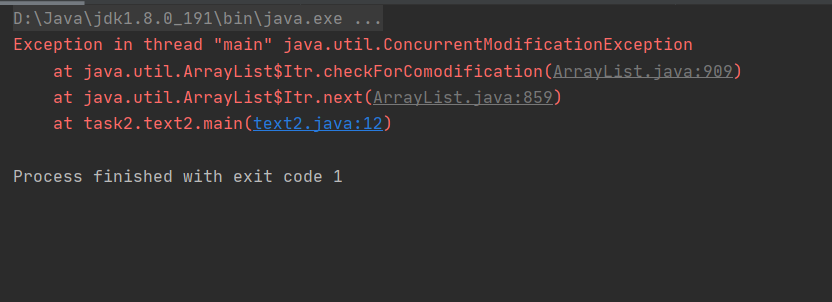 D:\Java\jdk1.8.0_191\bin\java.exe ...
Exception in thread "main" java.util.ConcurrentModificationException
    at java.util.ArrayList$Itr.checkForComodification(ArrayList.java:909)
    at java.util.ArrayList$Itr.next(ArrayList.java:859)
    at task2.text2.main(text2.java:12)
Process finished with exit code 1